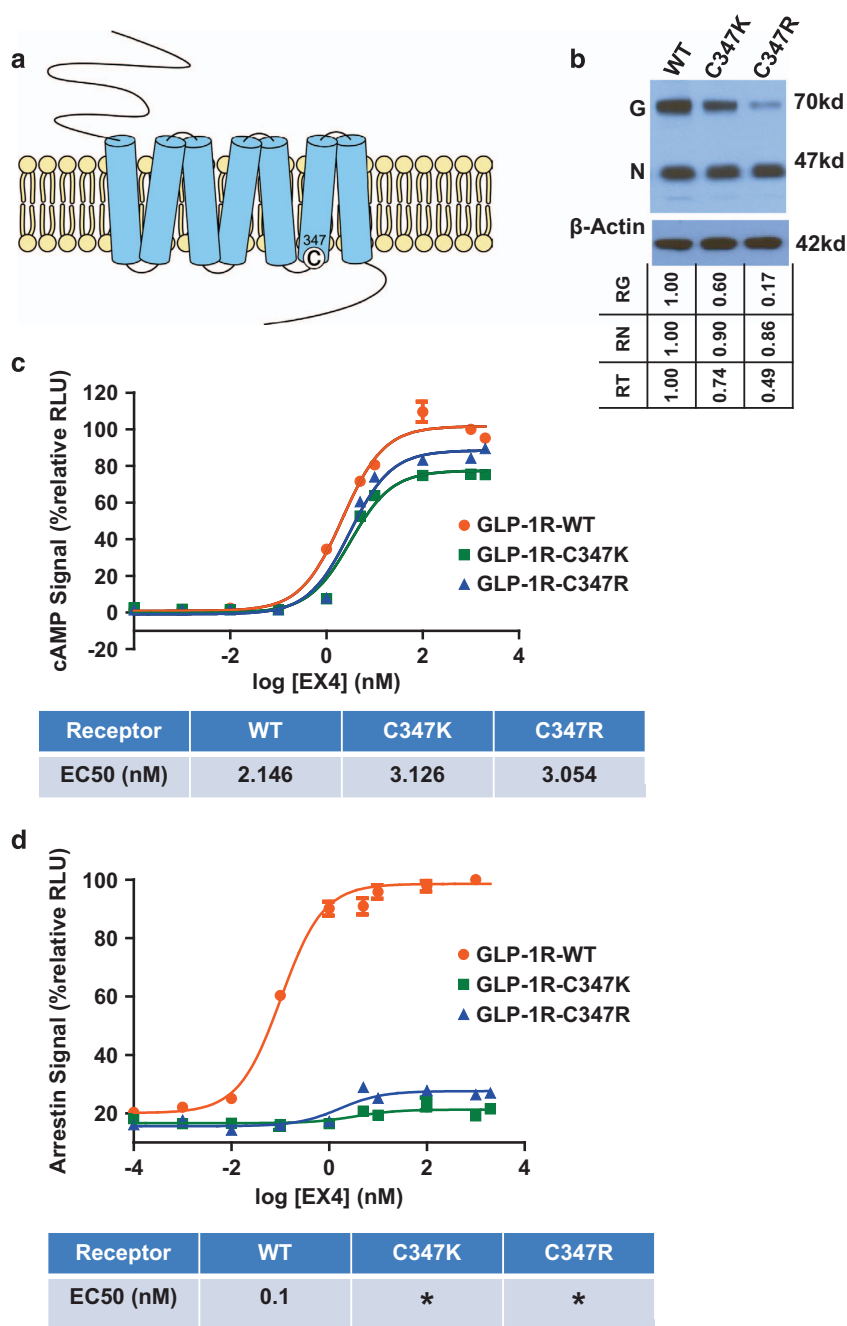 a
347
C
b
WT C347K C347R
G 70kd
N 47kd
β-Actin 42kd
RG 1.00 0.60 0.17
RN 1.00 0.90 0.86
RT 1.00 0.74 0.49
c
cAMP Signal (%relative RLU)
120
100
80
60
40
20
0
-20
-2 0 2 4
log [EX4] (nM)
GLP-1R-WT
GLP-1R-C347K
GLP-1R-C347R
Receptor WT C347K C347R
EC50 (nM) 2.146 3.126 3.054
d
Arrestin Signal (%relative RLU)
100
80
60
40
20
-4 -2 0 2 4
log [EX4] (nM)
GLP-1R-WT
GLP-1R-C347K
GLP-1R-C347R
Receptor WT C347K C347R
EC50 (nM) 0.1 * *